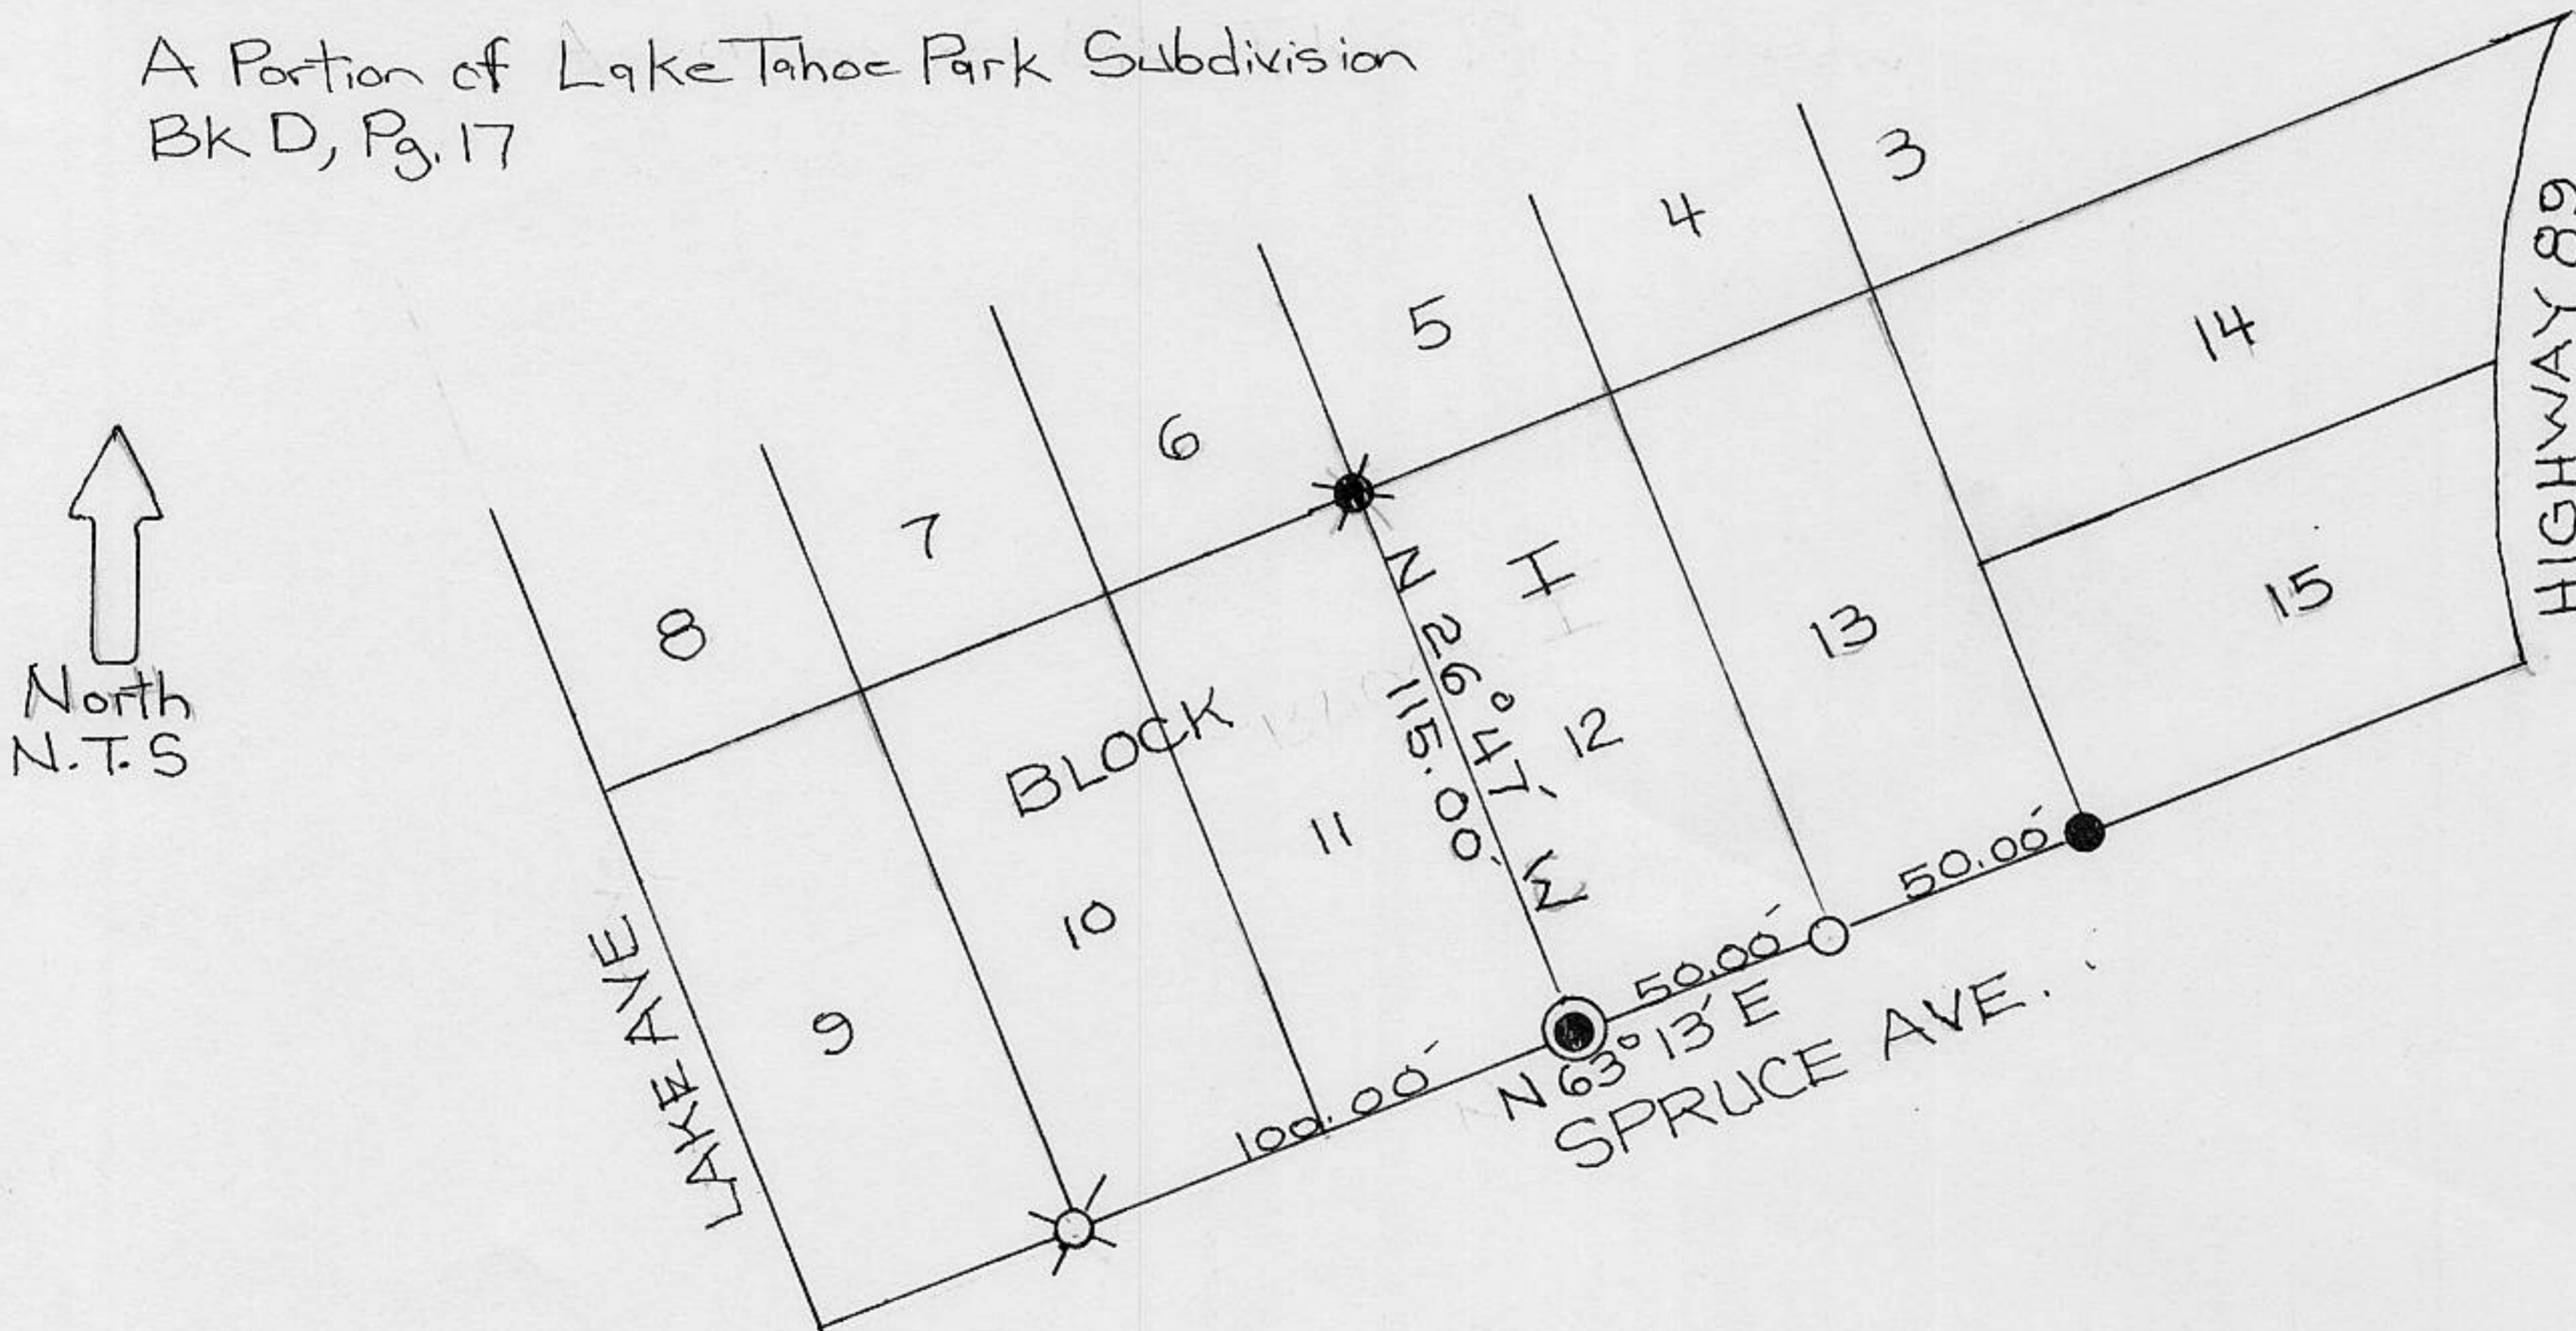 A Portion of Lake Tahoe Park Subdivision
Bk D, Pg. 17
3
4
5
6
7
8
14
HIGHWAY 89
15
13
BLOCK I
12
11
10
9
N 26° 47' W
115.00'
North
N.T.S
LAKE AVE
100.00'
50.00'
50.00'
N 63° 13' E
SPRUCE AVE.